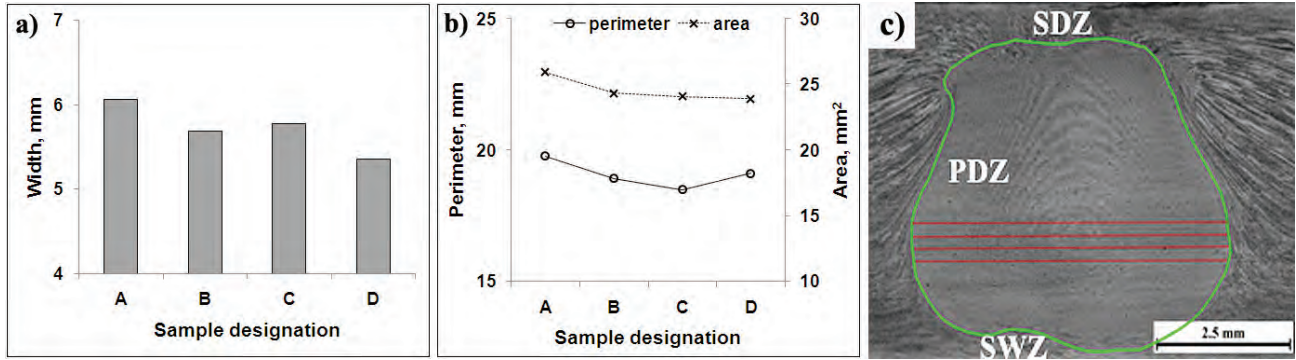 a)
7
6
5
4
Width, mm
A B C D
Sample designation
b)
perimeter area
25
20
15
Perimeter, mm
30
25
20
15
10
Area, mm²
A B C D
Sample designation
c)
SDZ
PDZ
SWZ
2.5 mm